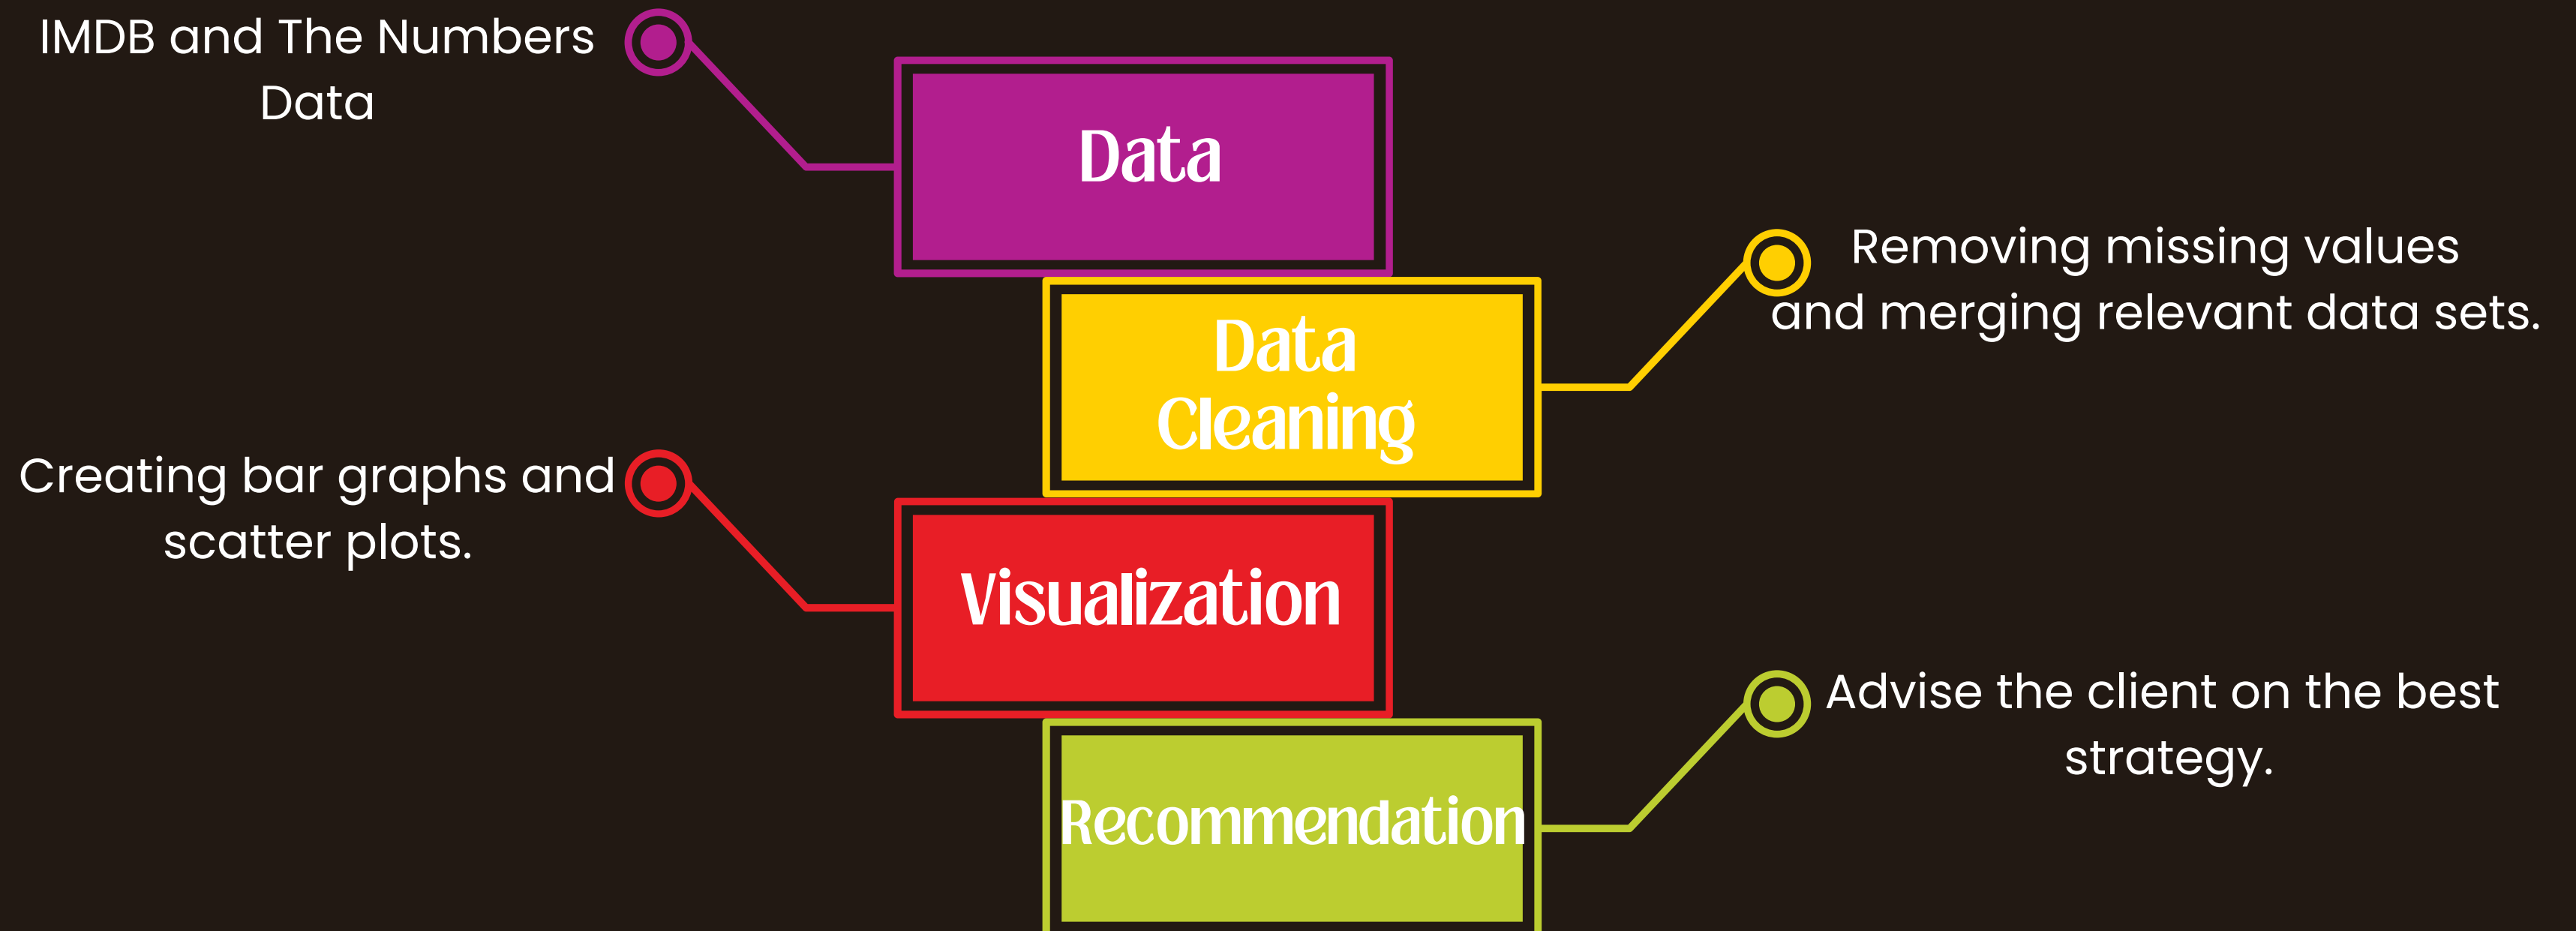 IMDB and The Numbers
Data
Data
Removing missing values
and merging relevant data sets.
Data
Cleaning
Creating bar graphs and
scatter plots.
Visualization
Advise the client on the best
strategy.
Recommendation